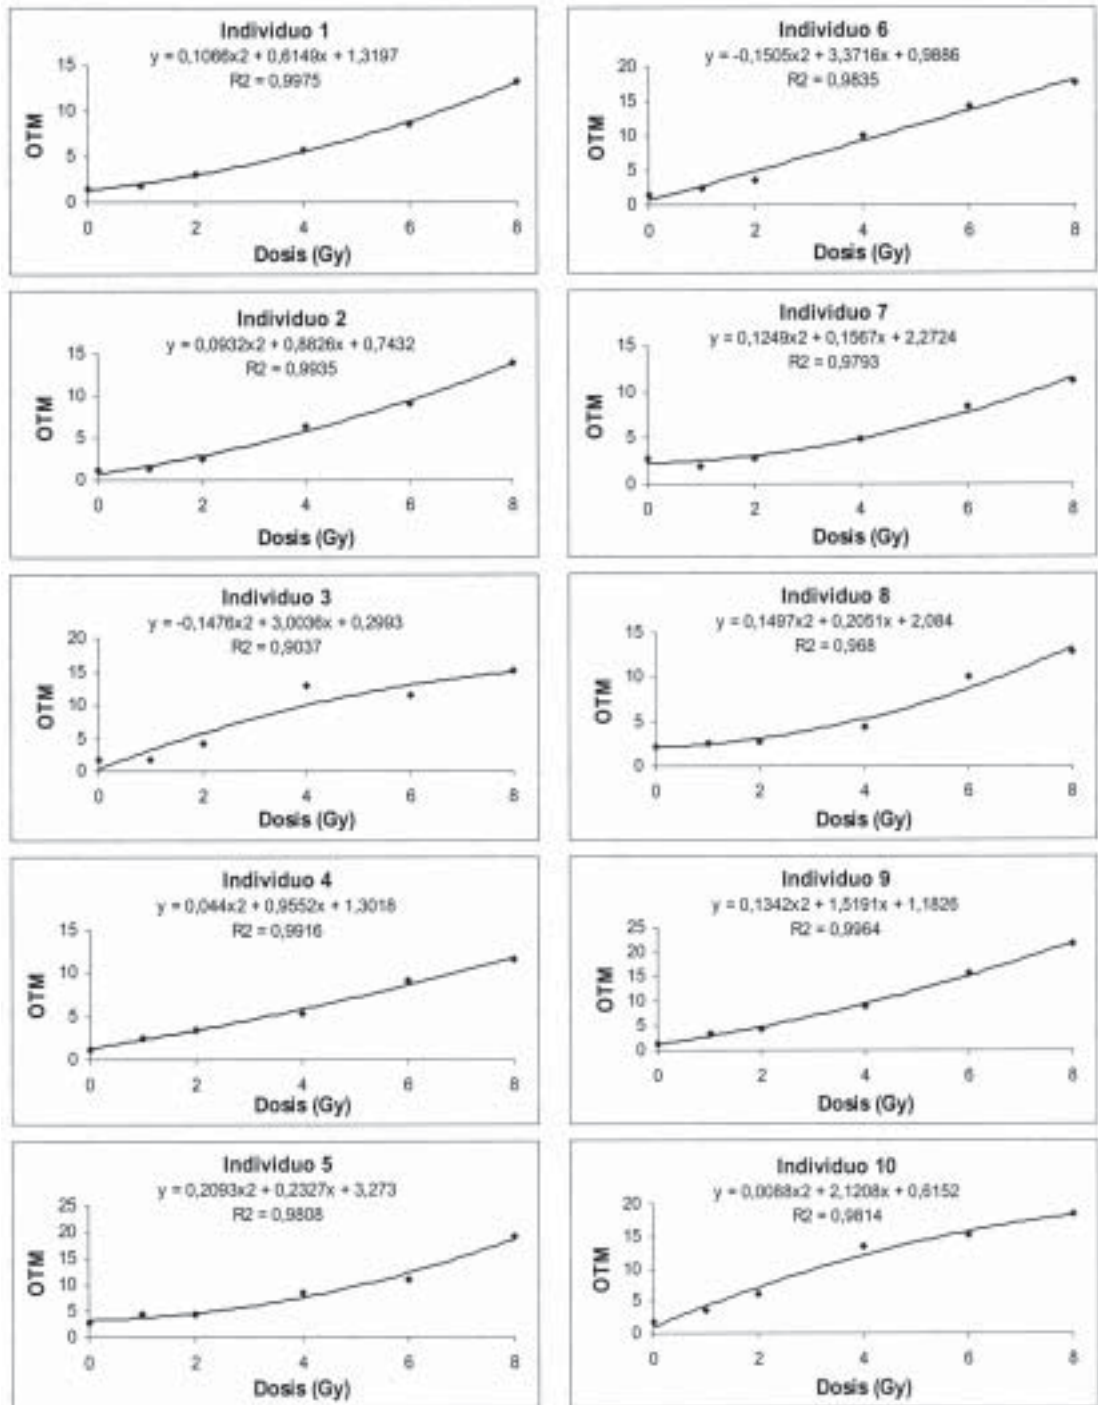 Individuo 1
y = 0,1066x2 + 0,6149x + 1,3197
R2 = 0,9975
15
10
5
0
OTM
0 2 4 6 8
Dosis (Gy)
Individuo 2
y = 0,0932x2 + 0,8826x + 0,7432
R2 = 0,9935
15
10
5
0
OTM
0 2 4 6 8
Dosis (Gy)
Individuo 3
y = -0,1476x2 + 3,0036x + 0,2993
R2 = 0,9037
20
15
10
5
0
OTM
0 2 4 6 8
Dosis (Gy)
Individuo 4
y = 0,044x2 + 0,9552x + 1,3018
R2 = 0,9916
15
10
5
0
OTM
0 2 4 6 8
Dosis (Gy)
Individuo 5
y = 0,2093x2 + 0,2327x + 3,273
R2 = 0,9808
25
20
15
10
5
0
OTM
0 2 4 6 8
Dosis (Gy)
Individuo 6
y = -0,1505x2 + 3,3716x + 0,9886
R2 = 0,9835
20
15
10
5
0
OTM
0 2 4 6 8
Dosis (Gy)
Individuo 7
y = 0,1249x2 + 0,1567x + 2,2724
R2 = 0,9793
15
10
5
0
OTM
0 2 4 6 8
Dosis (Gy)
Individuo 8
y = 0,1497x2 + 0,2051x + 2,084
R2 = 0,968
15
10
5
0
OTM
0 2 4 6 8
Dosis (Gy)
Individuo 9
y = 0,1342x2 + 1,5191x + 1,1826
R2 = 0,9964
25
20
15
10
5
0
OTM
0 2 4 6 8
Dosis (Gy)
Individuo 10
y = 0,0088x2 + 2,1208x + 0,6152
R2 = 0,9814
20
15
10
5
0
OTM
0 2 4 6 8
Dosis (Gy)